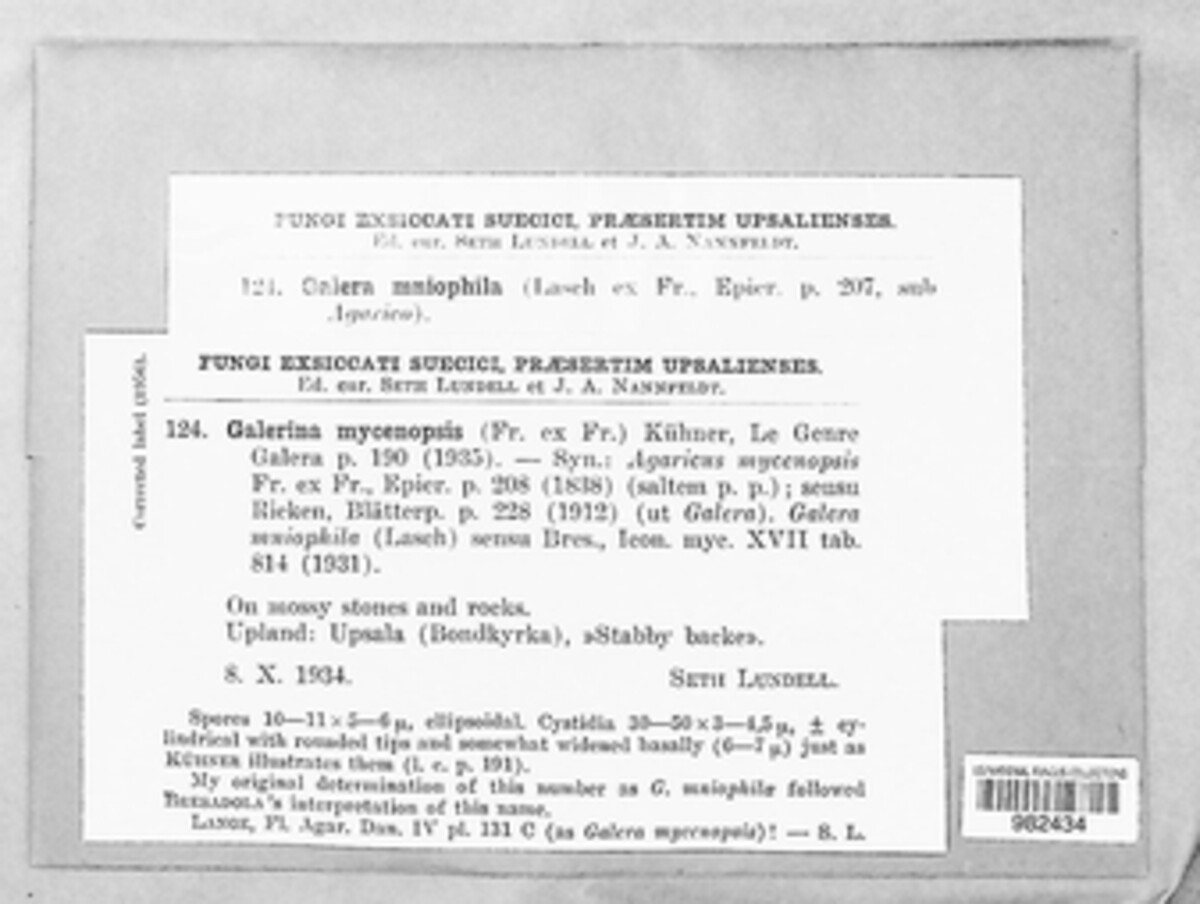 FUNGI EXSICCATI SUECICI, PRÆSERTIM UPSALIENSES.
Ed. cur. SETH LUNDELL et J. A. NANNFELDT.
124. Galera mniophila (Lasch ex Fr., Epicr. p. 207, sub
Agarico).
Corrected label (1956).
FUNGI EXSICCATI SUECICI, PRÆSERTIM UPSALIENSES.
Ed. cur. SETH LUNDELL et J. A. NANNFELDT.
124. Galerina mycenopsis (Fr. ex Fr.) Kühner, Le Genre
Galera p. 190 (1935). — Syn.: Agaricus mycenopsis
Fr. ex Fr., Epicr. p. 208 (1838) (saltem p. p.); sensu
Ricken, Blätterp. p. 228 (1912) (ut Galera). Galera
mniophila (Lasch) sensu Bres., Icon. myc. XVII tab.
814 (1931).
On mossy stones and rocks.
Upland: Upsala (Bondkyrka), »Stabby backe».
8. X. 1934. SETH LUNDELL.
Spores 10—11×5—6 μ, ellipsoidal. Cystidia 30—50×3—4,5 μ, ± cy-
lindrical with rounded tips and somewhat widened basally (6—7 μ) just as
KÜHNER illustrates them (l. c. p. 191).
My original determination of this number as G. mniophila followed
BRESADOLA's interpretation of this name.
LANGE, Fl. Agar. Dan. IV pl. 131 C (as Galera mycenopsis)! — S. L.
982434